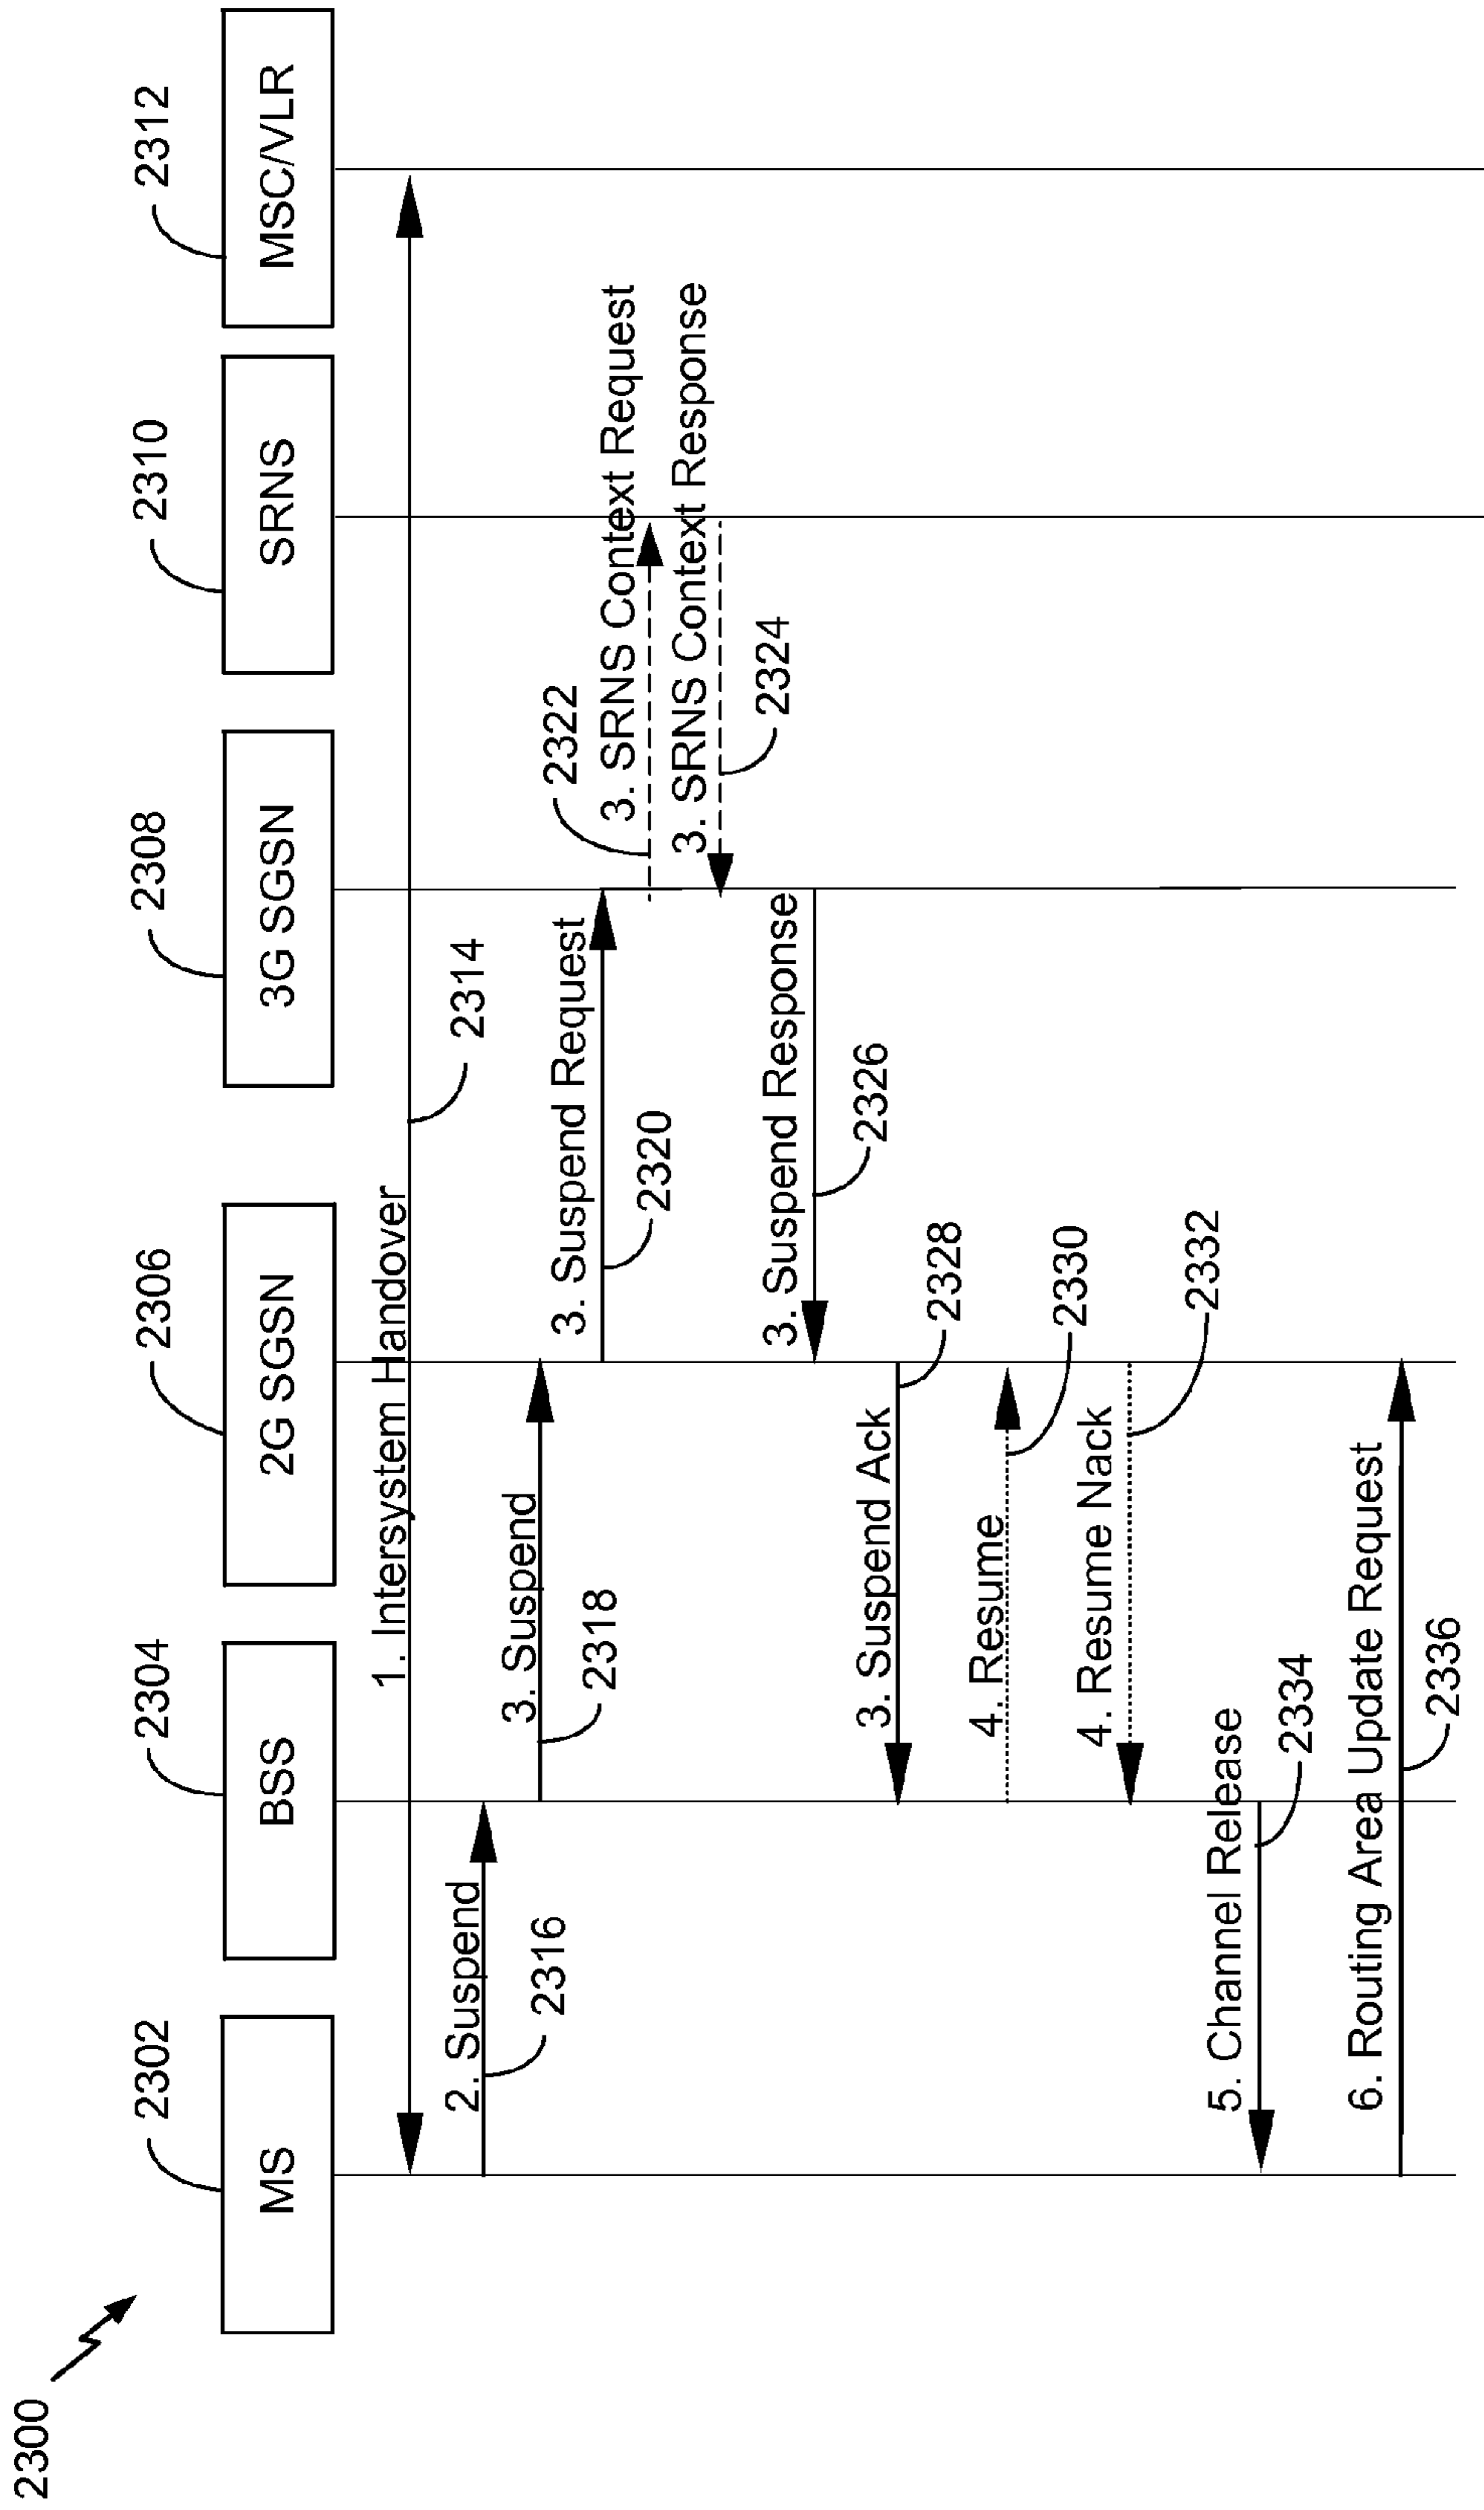 2300
2302
2304
2306
2308
2310
2312
MS
BSS
2G SGSN
3G SGSN
SRNS
MSC/VLR
1. Intersystem Handover
2314
2. Suspend
2316
3. Suspend
2318
3. Suspend Request
2320
2322
3. SRNS Context Request
3. SRNS Context Response
2324
3. Suspend Response
2326
3. Suspend Ack
2328
4. Resume
2330
4. Resume Nack
2332
5. Channel Release
2334
6. Routing Area Update Request
2336